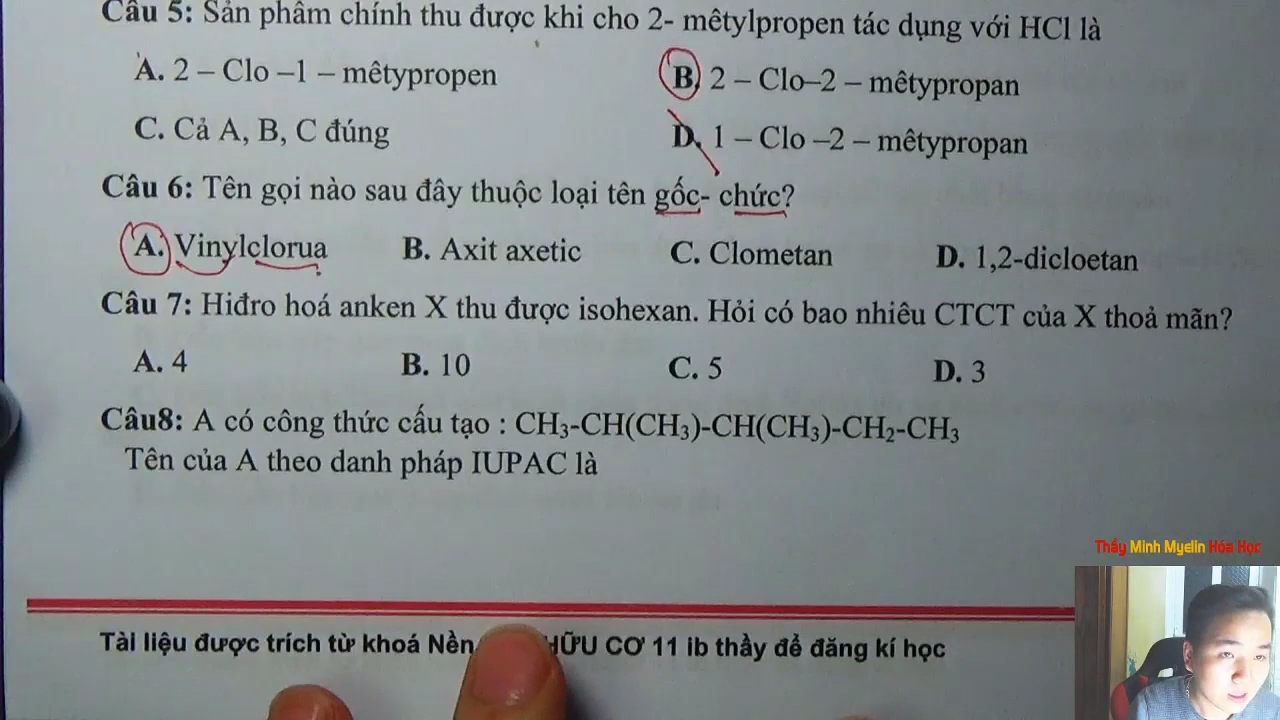 Câu 5: Sản phẩm chính thu được khi cho 2- mêtylpropen tác dụng với HCl là
A. 2 – Clo –1 – mêtypropen B. 2 – Clo–2 – mêtypropan
C. Cả A, B, C đúng D. 1 – Clo –2 – mêtypropan
Câu 6: Tên gọi nào sau đây thuộc loại tên gốc- chức?
A. Vinylclorua B. Axit axetic C. Clometan D. 1,2-dicloetan
Câu 7: Hiđro hoá anken X thu được isohexan. Hỏi có bao nhiêu CTCT của X thoả mãn?
A. 4 B. 10 C. 5 D. 3
Câu8: A có công thức cấu tạo : CH₃-CH(CH₃)-CH(CH₃)-CH₂-CH₃
Tên của A theo danh pháp IUPAC là
Thầy Minh Myelin Hóa Học
Tài liệu được trích từ khoá Nền HỮU CƠ 11 ib thầy để đăng kí học